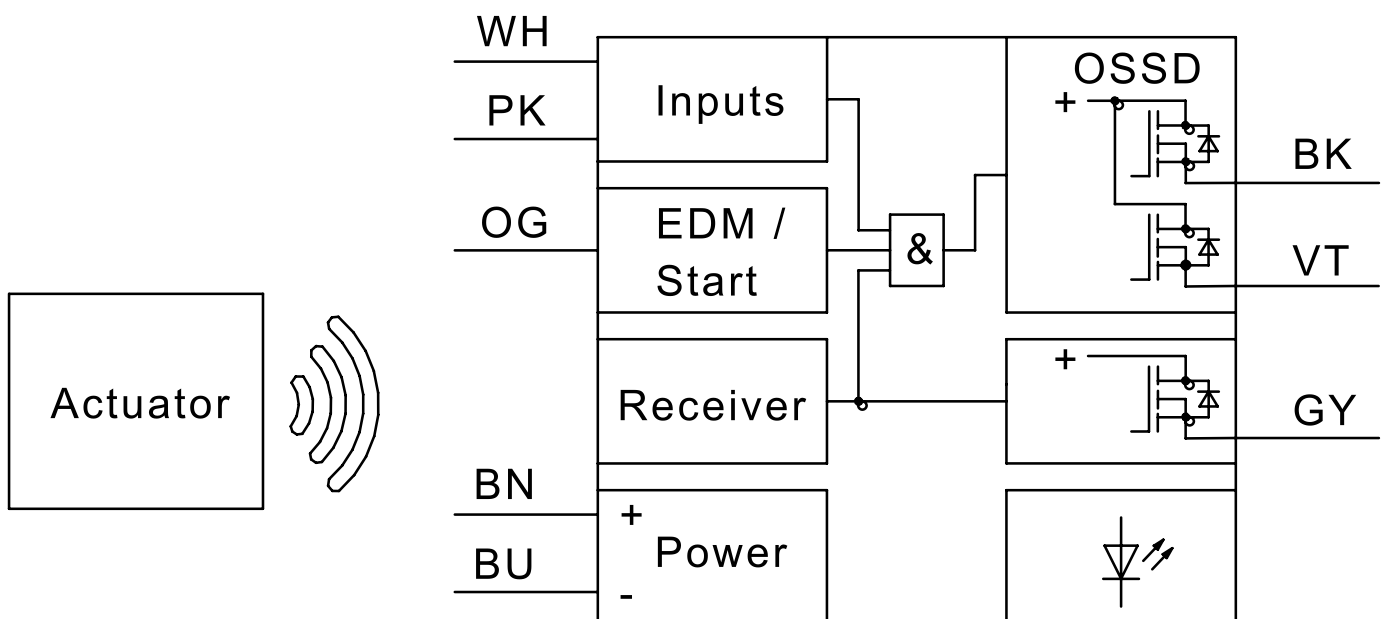 WH
PK
OG
BN
BU
Actuator
Inputs
EDM /
Start
Receiver
+
Power
-
&
OSSD
+
+
BK
VT
GY